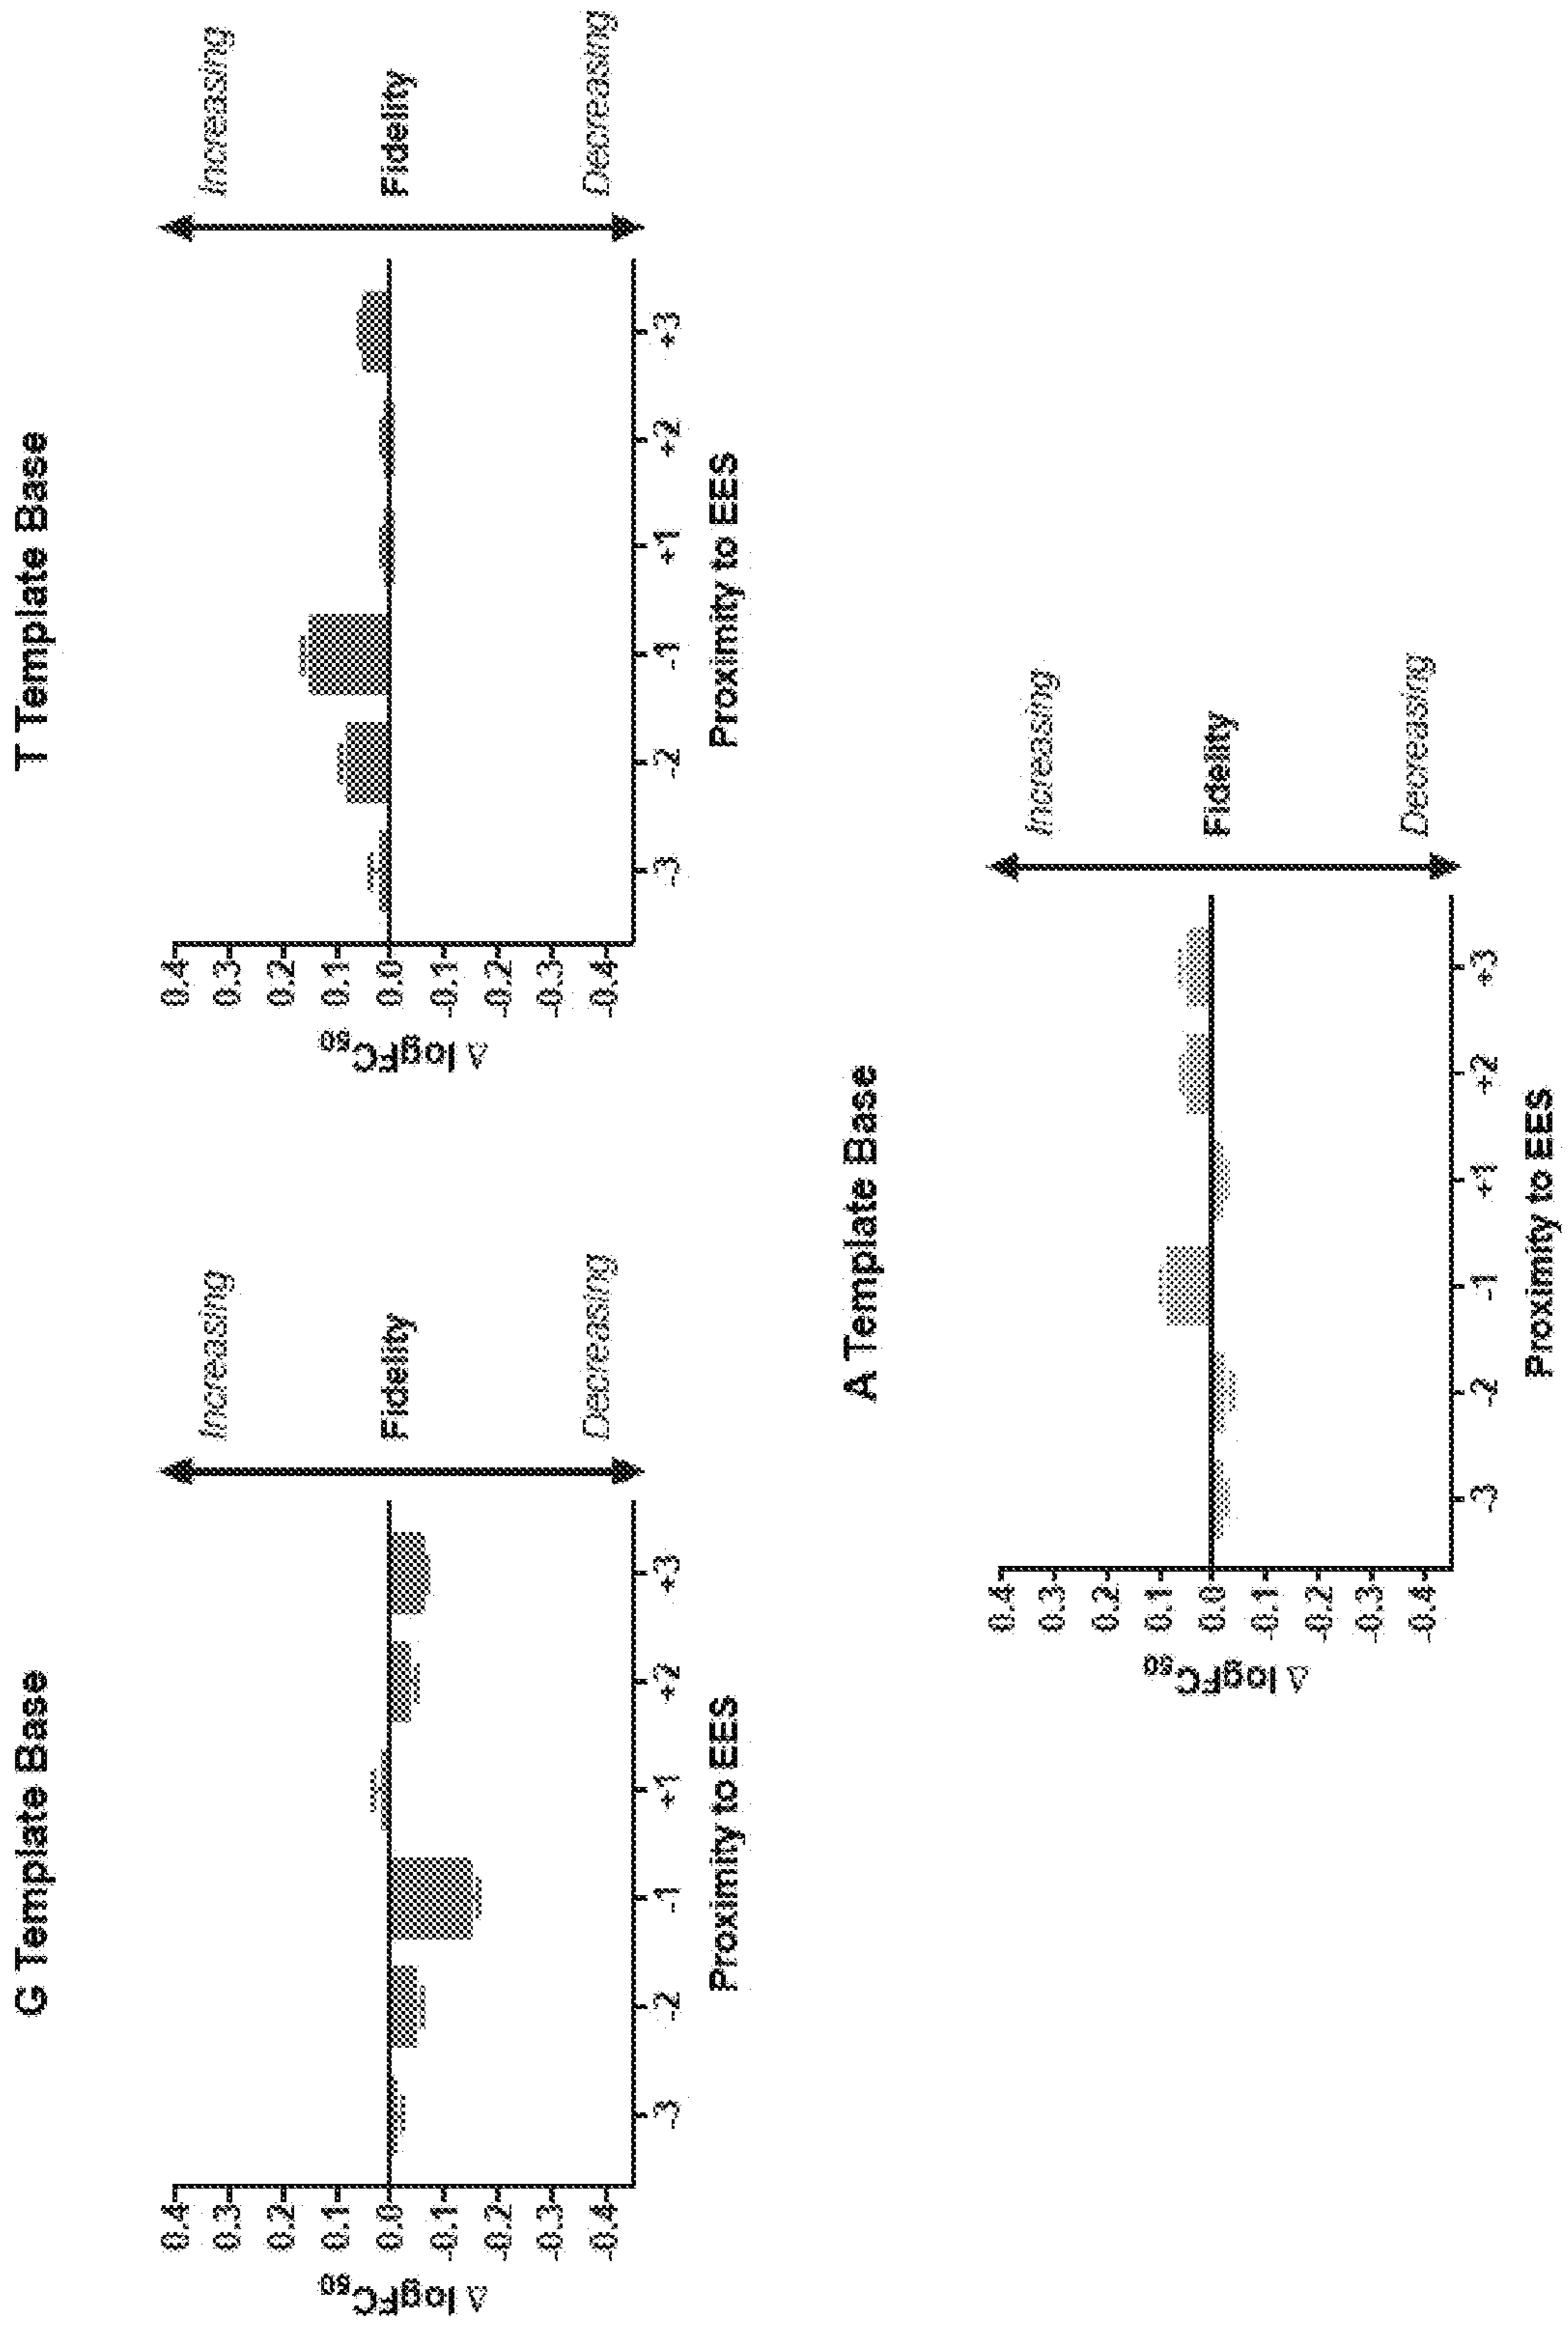 G Template Base
Δ logFC50
0.4
0.3
0.2
0.1
0.0
-0.1
-0.2
-0.3
-0.4
-3 -2 -1 +1 +2 +3
Proximity to EES
Increasing
Fidelity
Decreasing
T Template Base
Δ logFC50
0.4
0.3
0.2
0.1
0.0
-0.1
-0.2
-0.3
-0.4
-3 -2 -1 +1 +2 +3
Proximity to EES
Increasing
Fidelity
Decreasing
A Template Base
Δ logFC50
0.4
0.3
0.2
0.1
0.0
-0.1
-0.2
-0.3
-0.4
-3 -2 -1 +1 +2 +3
Proximity to EES
Increasing
Fidelity
Decreasing